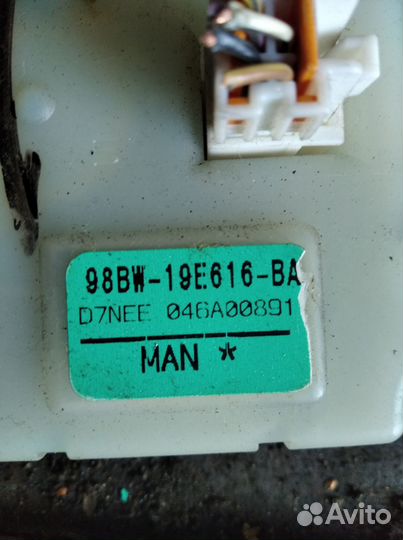 98BW-19E616-BA
D7NEE 046A00891
MAN *
Avito